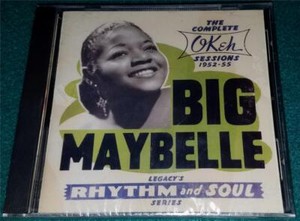 THE
COMPLETE
OKeh
SESSIONS
1952-55
BIG
MAYBELLE
LEGACY'S
RHYTHM and SOUL
SERIES